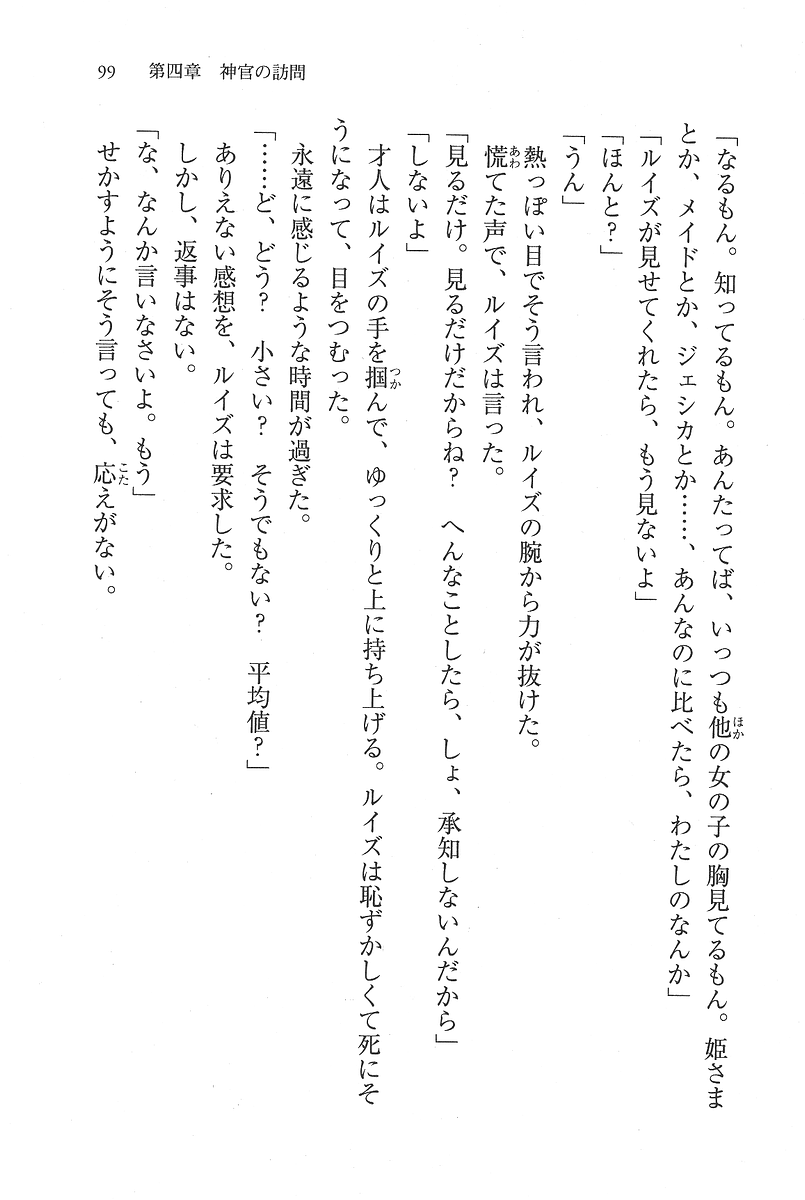 99　第四章　神官の訪問
「なるもん。知ってるもん。あんたってば、いっつも他の女の子の胸見てるもん。姫さま
とか、メイドとか、ジェシカとか……、あんなのに比べたら、わたしのなんか」
「ルイズが見せてくれたら、もう見ないよ」
「ほんと？」
「うん」
　熱っぽい目でそう言われ、ルイズの腕から力が抜けた。
　慌てた声で、ルイズは言った。
「見るだけ。見るだけだからね？　へんなことしたら、しょ、承知しないんだから」
「しないよ」
　才人はルイズの手を掴んで、ゆっくりと上に持ち上げる。ルイズは恥ずかしくて死にそ
うになって、目をつむった。
　永遠に感じるような時間が過ぎた。
「……ど、どう？　小さい？　そうでもない？　平均値？」
　ありえない感想を、ルイズは要求した。
　しかし、返事はない。
「な、なんか言いなさいよ。もう」
　せかすようにそう言っても、応えがない。